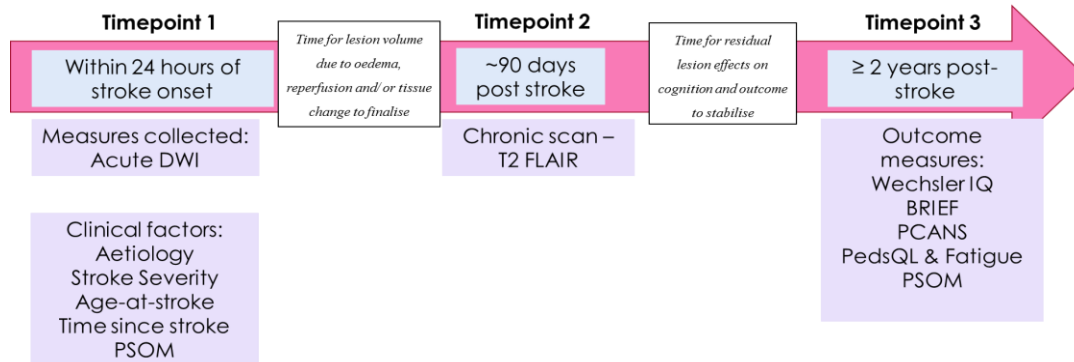 Timepoint 1
Within 24 hours of
stroke onset
Measures collected:
Acute DWI
Clinical factors:
Aetiology
Stroke Severity
Age-at-stroke
Time since stroke
PSOM
Time for lesion volume
due to oedema,
reperfusion and/ or tissue
change to finalise
Timepoint 2
~90 days
post stroke
Chronic scan –
T2 FLAIR
Time for residual
lesion effects on
cognition and outcome
to stabilise
Timepoint 3
≥ 2 years post-
stroke
Outcome
measures:
Wechsler IQ
BRIEF
PCANS
PedsQL & Fatigue
PSOM